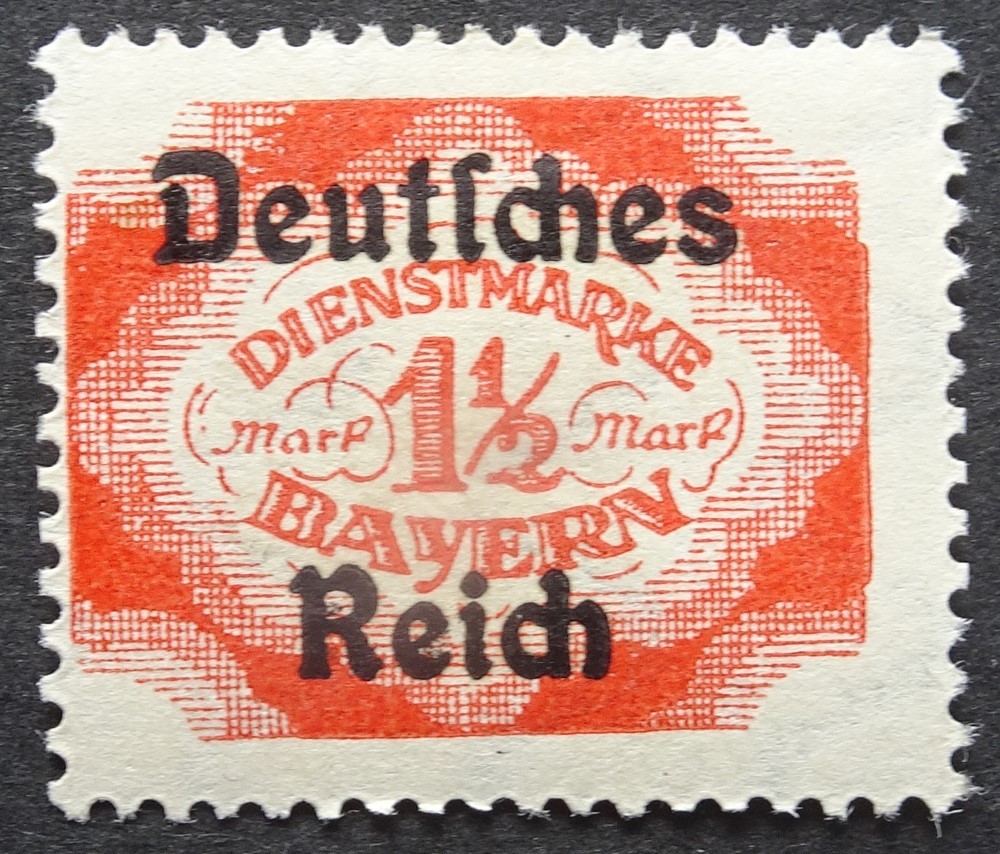 Deutſches
DIENSTMARKE
Mark 1½ Mark
BAYERN
Reich